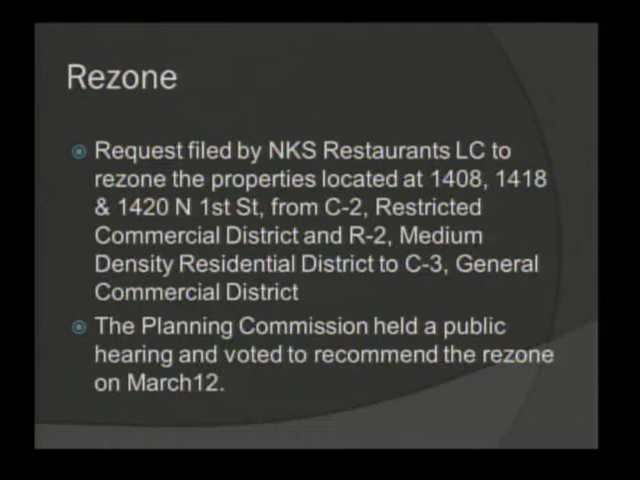 Rezone
Request filed by NKS Restaurants LC to
rezone the properties located at 1408, 1418
& 1420 N 1st St, from C-2, Restricted
Commercial District and R-2, Medium
Density Residential District to C-3, General
Commercial District
The Planning Commission held a public
hearing and voted to recommend the rezone
on March12.